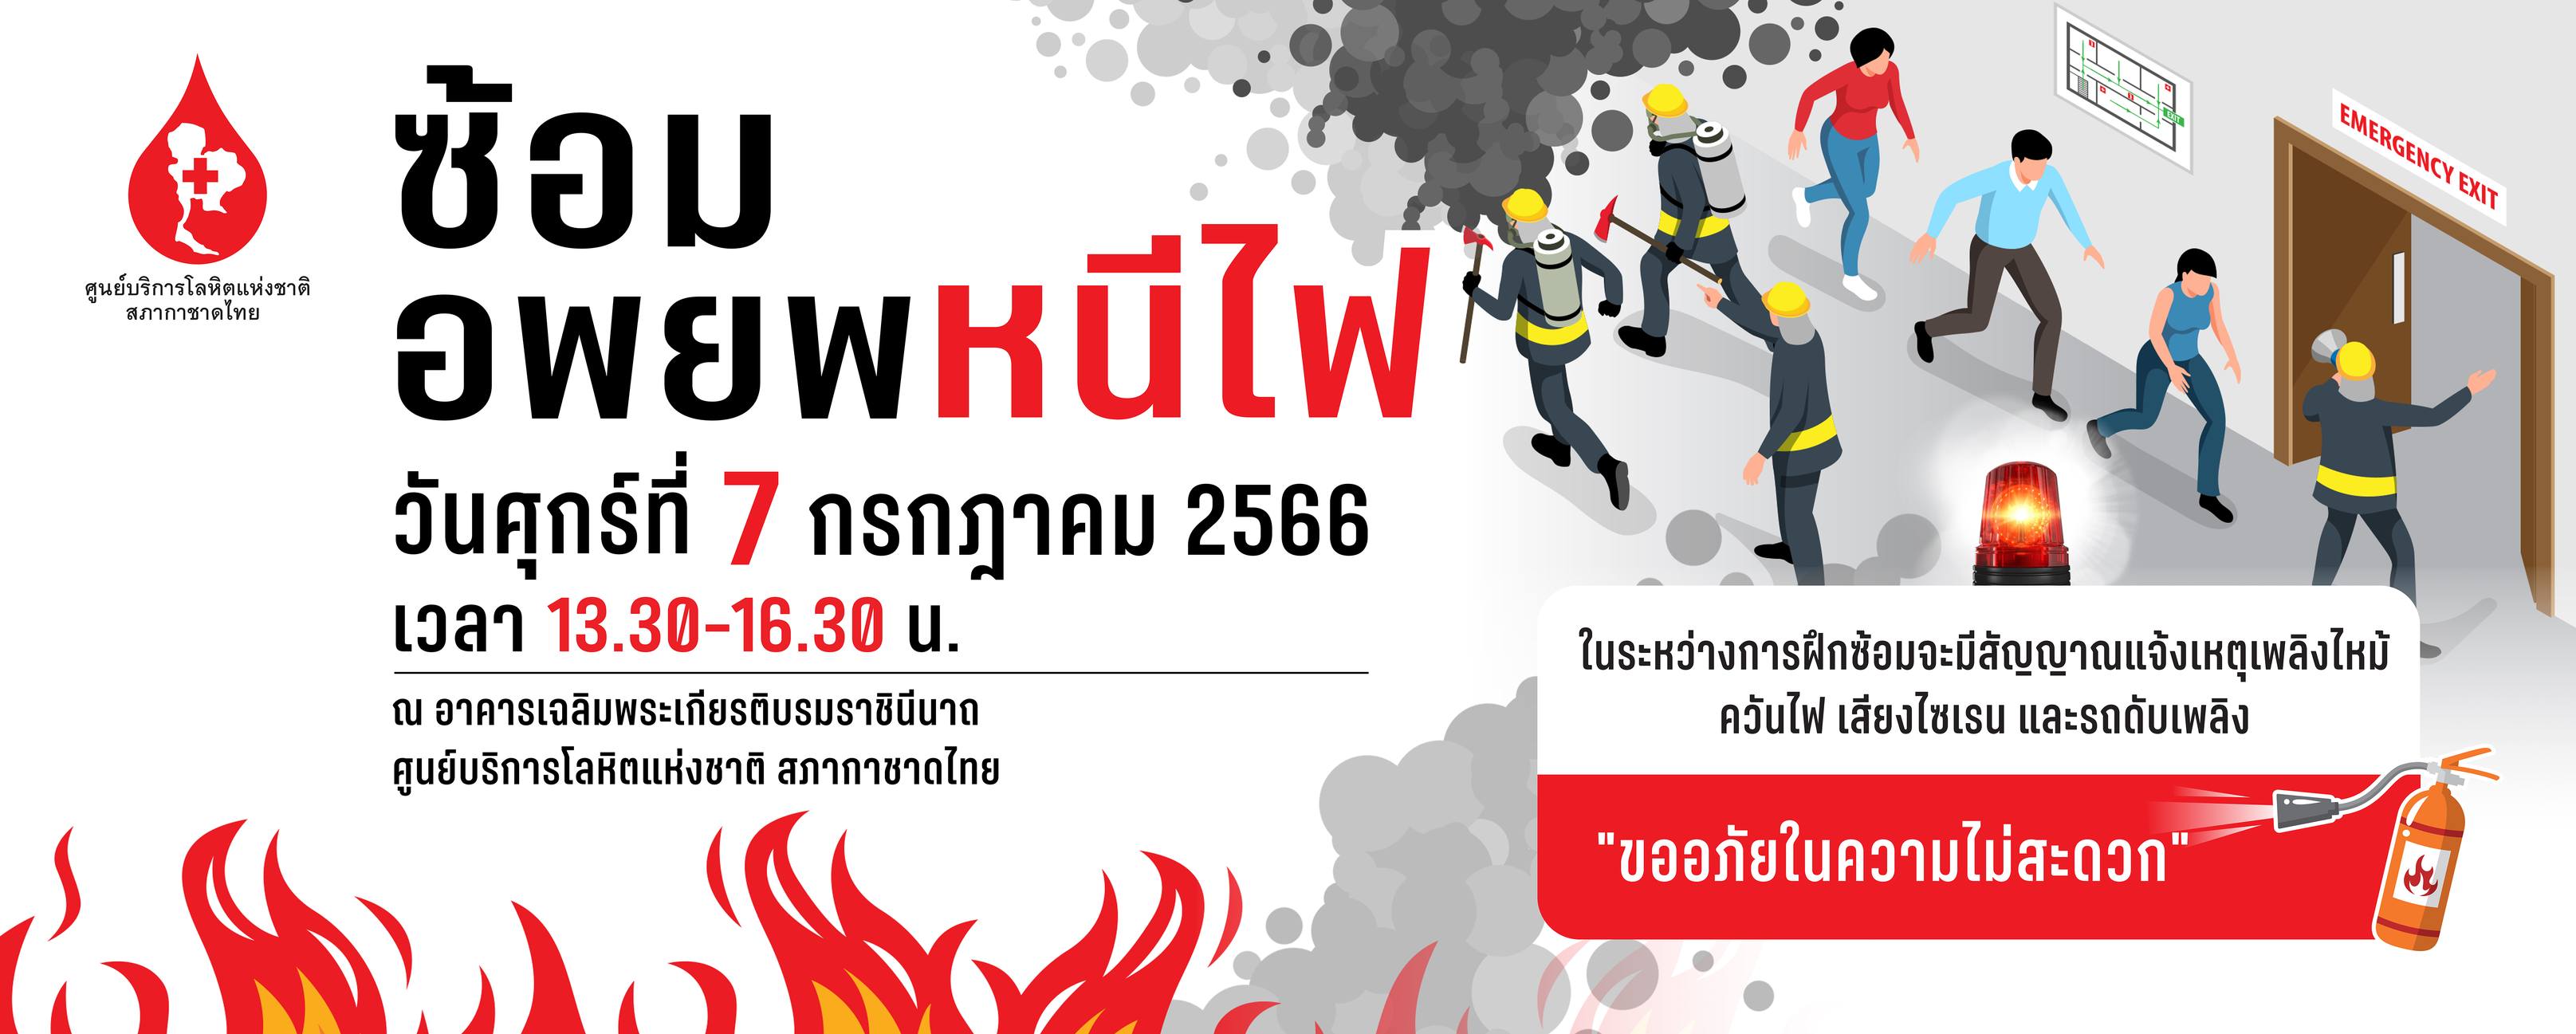 ศูนย์บริการโลหิตแห่งชาติ
สภากาชาดไทย
ซ้อม
อพยพหนีไฟ
วันศุกร์ที่ 7 กรกฎาคม 2566
เวลา 13.30-16.30 น.
ณ อาคารเฉลิมพระเกียรติบรมราชินีนาถ
ศูนย์บริการโลหิตแห่งชาติ สภากาชาดไทย
EXIT
EMERGENCY EXIT
ในระหว่างการฝึกซ้อมจะมีสัญญาณแจ้งเหตุเพลิงไหม้
ควันไฟ เสียงไซเรน และรถดับเพลิง
"ขออภัยในความไม่สะดวก"